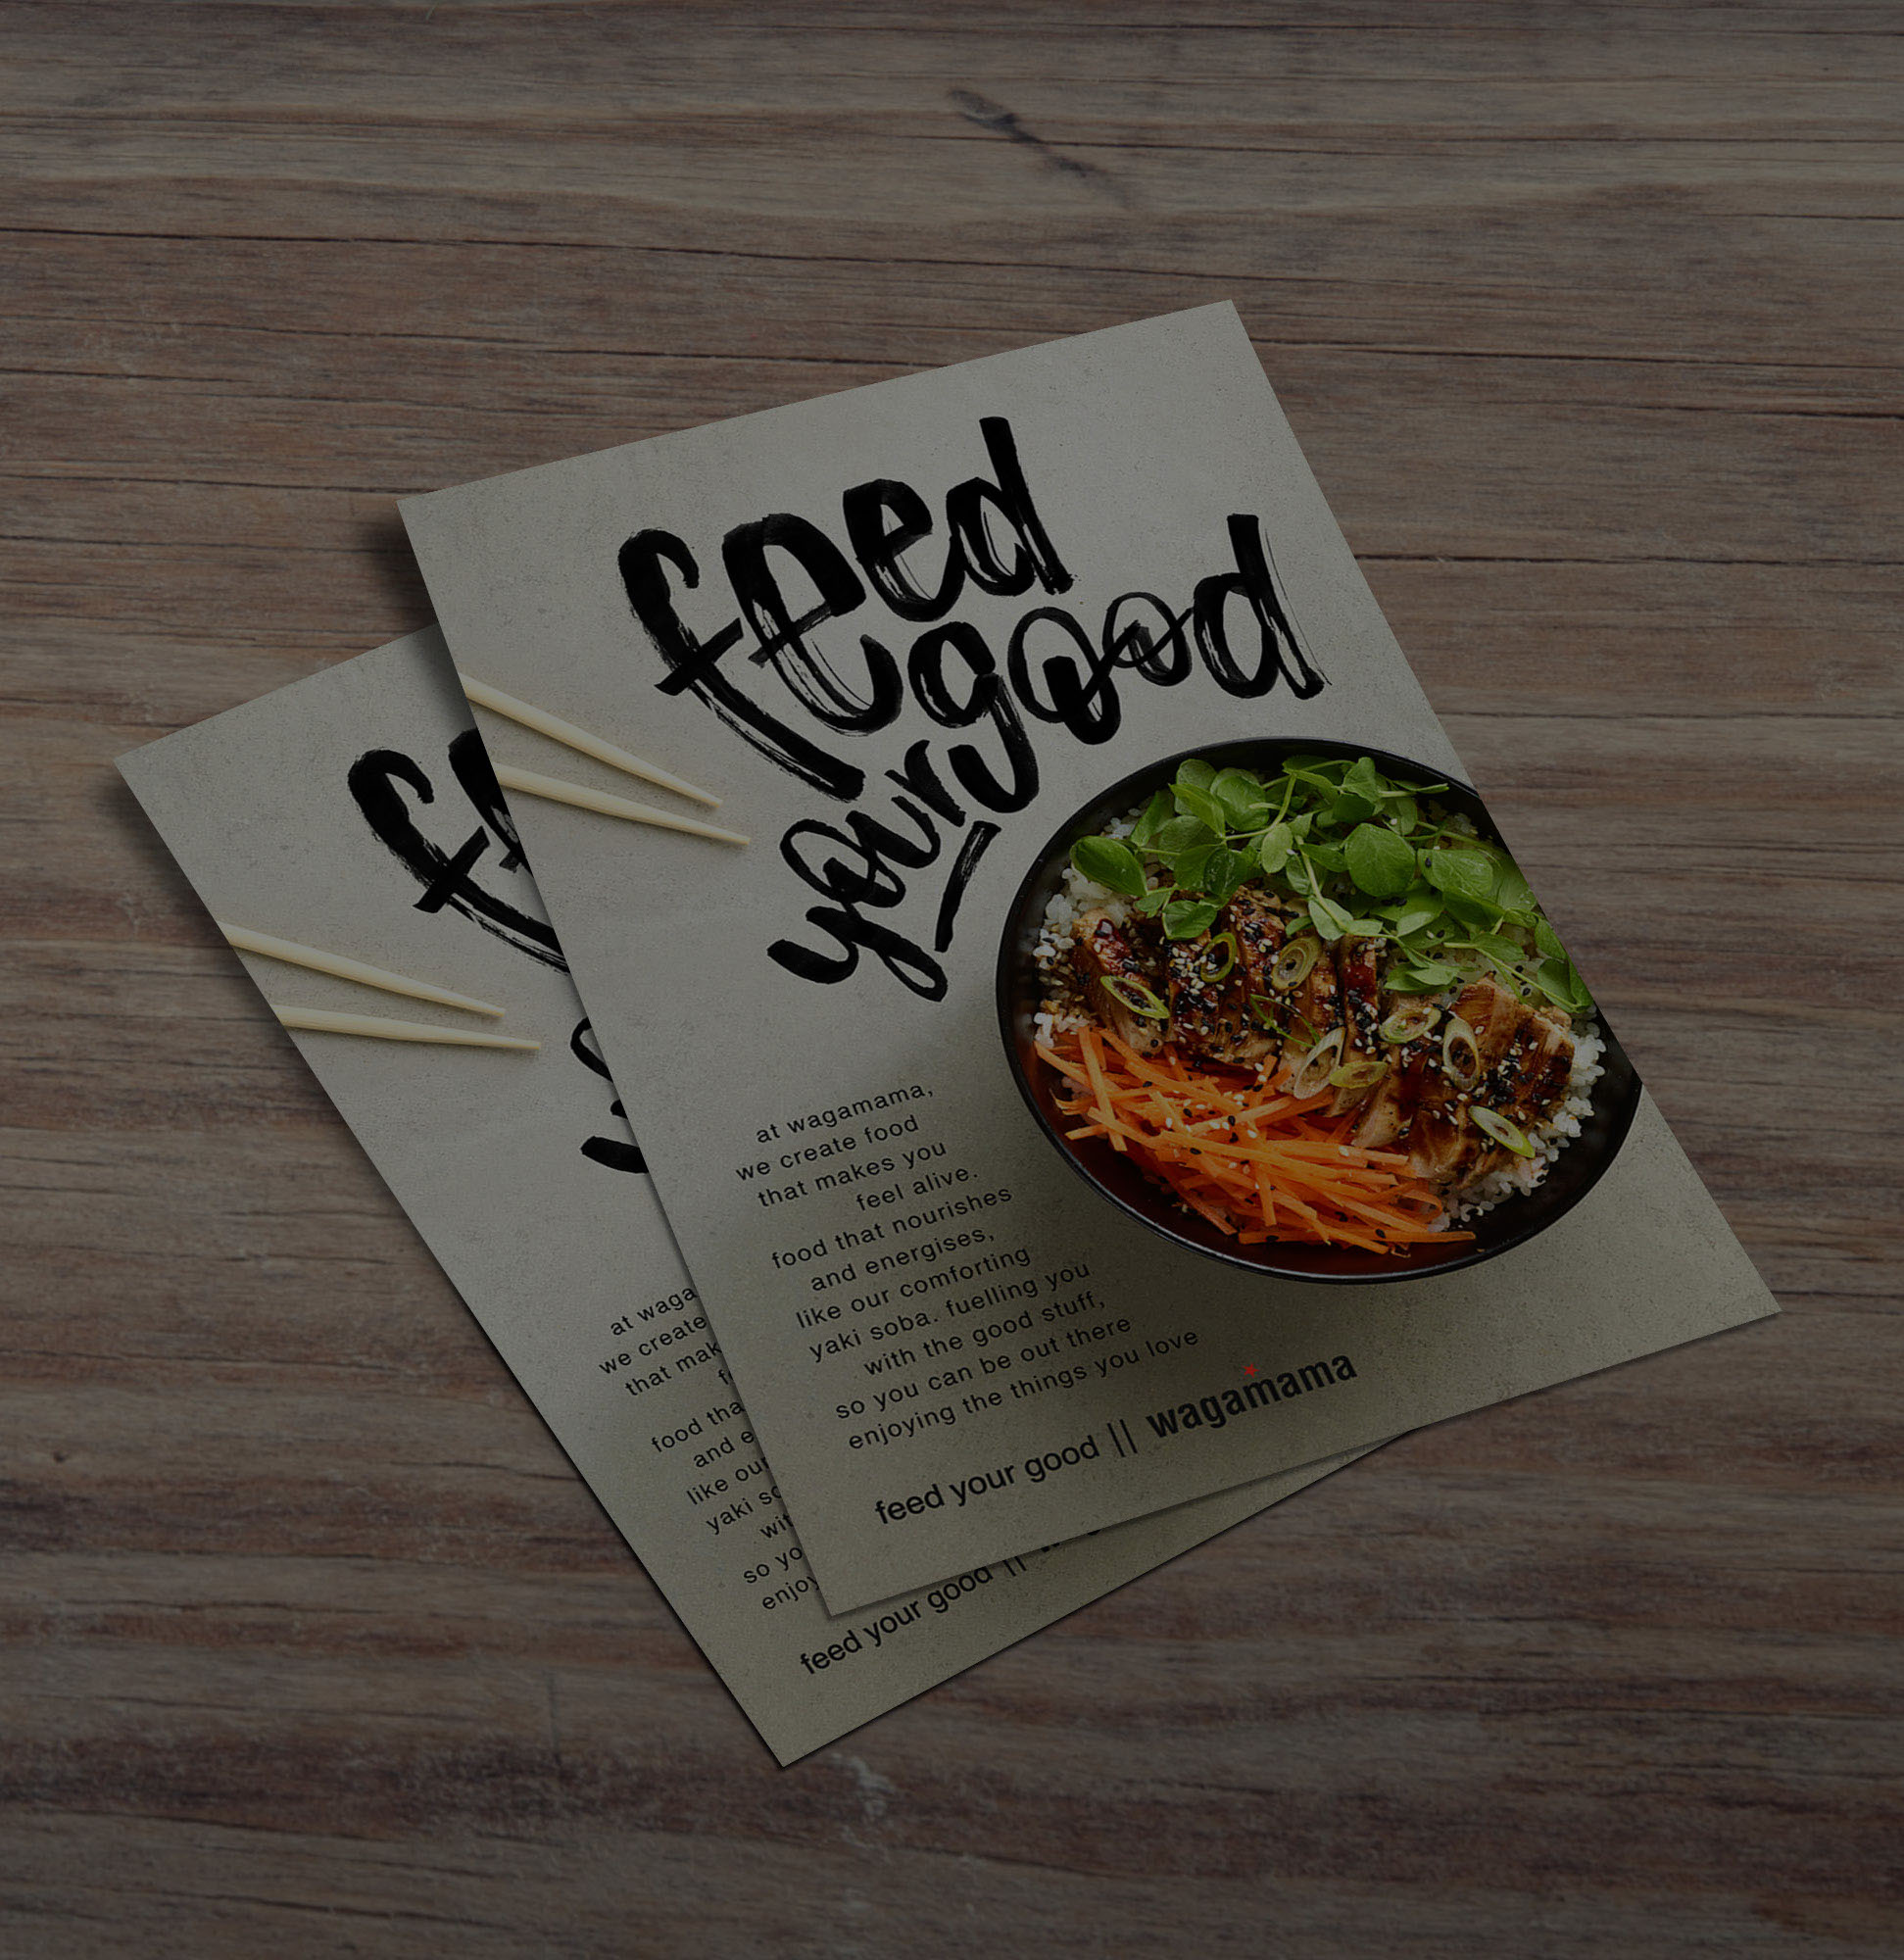 feed
your good
at wagamama,
we create food
that makes you
feel alive.
food that nourishes
and energises,
like our comforting
yaki soba. fuelling you
with the good stuff,
so you can be out there
enjoying the things you love
feed your good || wagamama
at waga
we create
that mak
food tha
and e
like our
yaki so
wit
so yo
enjoy
feed your good ||